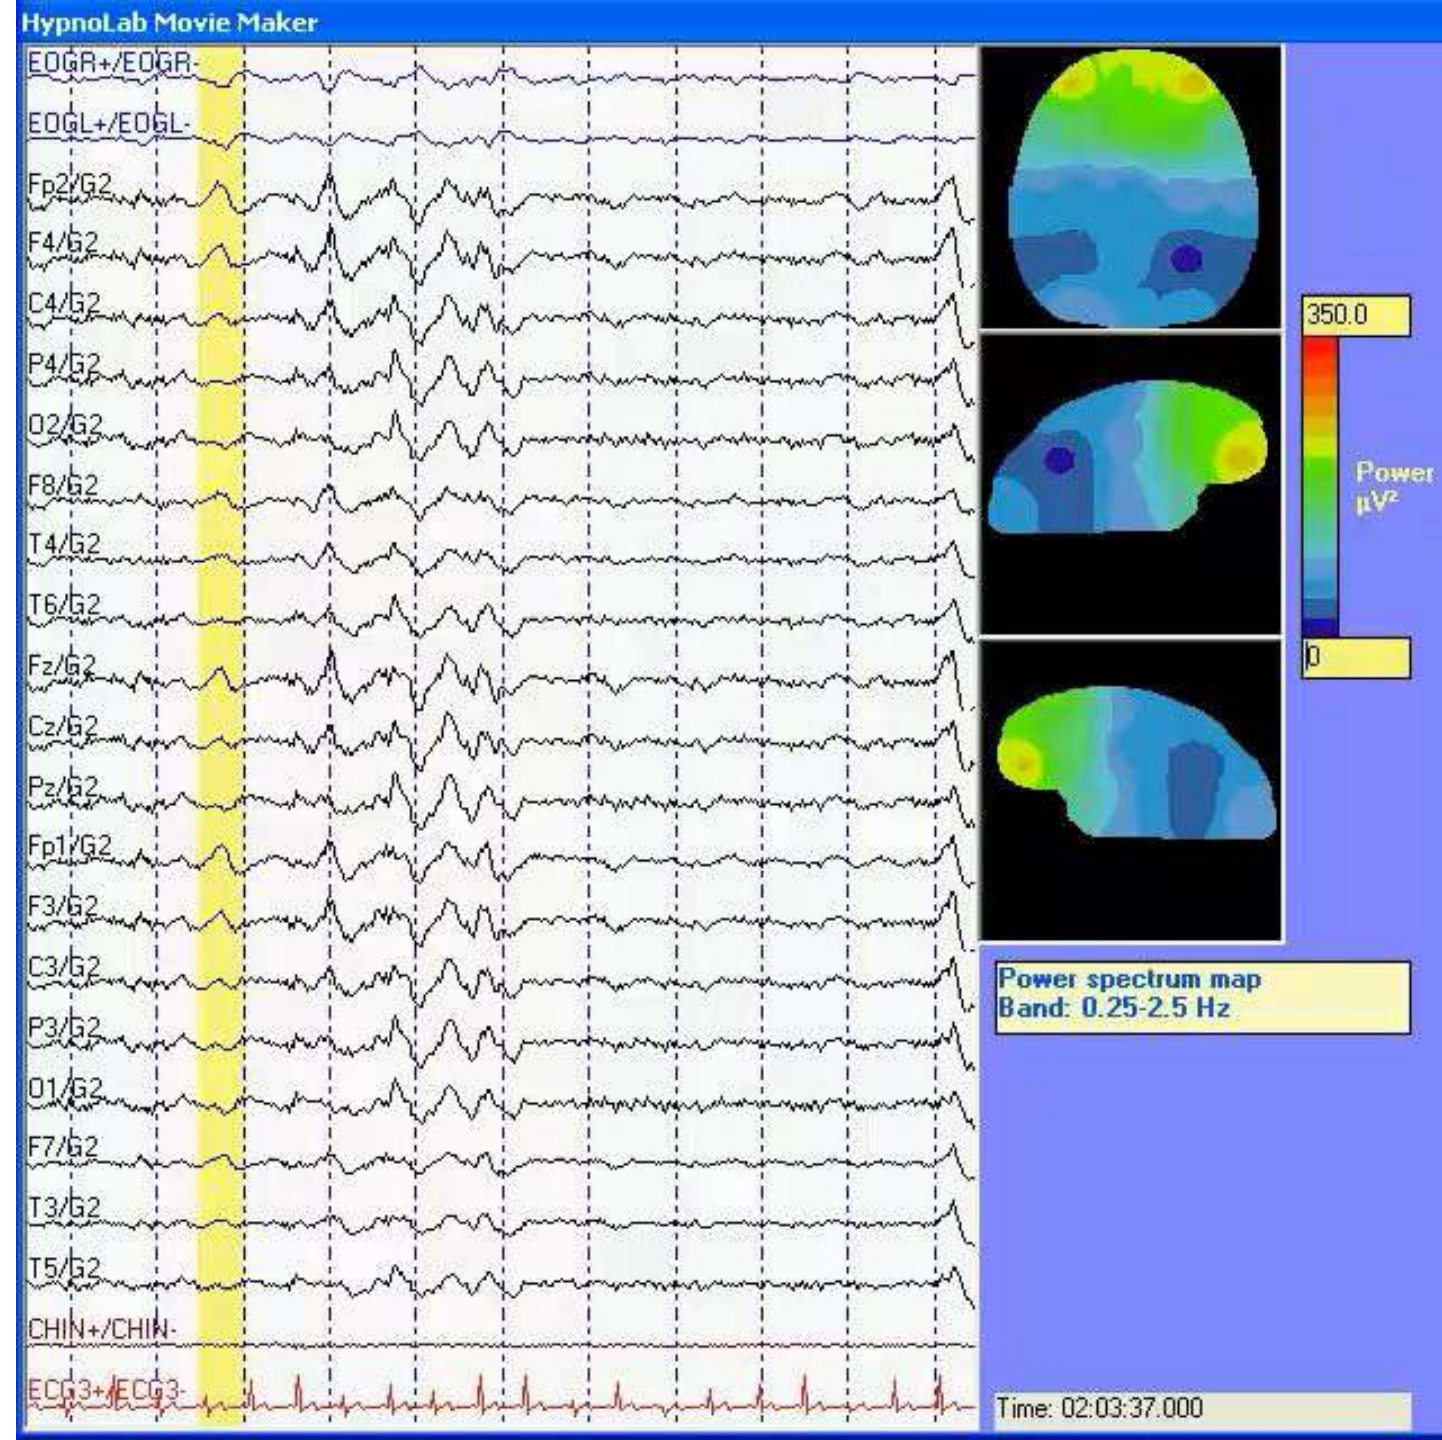 HypnoLab Movie Maker
EOGR+/EOGR-
EOGL+/EOGL-
Fp2/G2
F4/G2
C4/G2
P4/G2
O2/G2
F8/G2
T4/G2
T6/G2
Fz/G2
Cz/G2
Pz/G2
Fp1/G2
F3/G2
C3/G2
P3/G2
O1/G2
F7/G2
T3/G2
T5/G2
CHIN+/CHIN-
ECG3+/ECG3-
350.0
Power
µV²
0
Power spectrum map
Band: 0.25-2.5 Hz
Time: 02:03:37.000